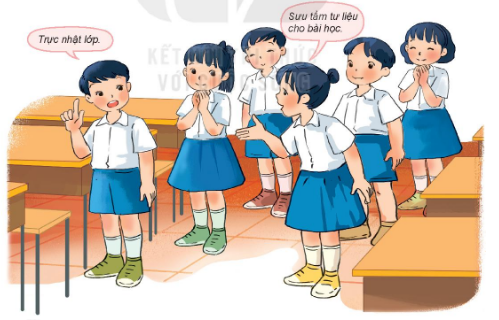 Trực nhật lớp.
Sưu tầm tư liệu
cho bài học.